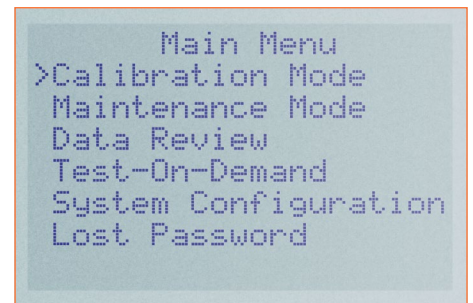 Main Menu
>Calibration Mode
Maintenance Mode
Data Review
Test-On-Demand
System Configuration
Lost Password